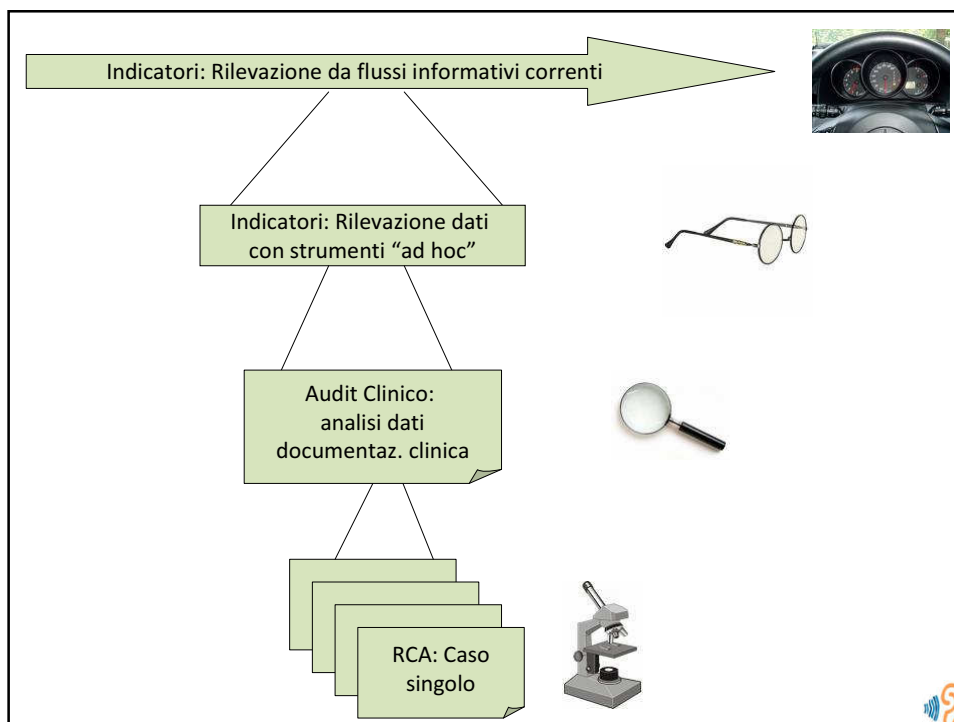 Indicatori: Rilevazione da flussi informativi correnti
Indicatori: Rilevazione dati
con strumenti “ad hoc”
Audit Clinico:
analisi dati
documentaz. clinica
RCA: Caso
singolo